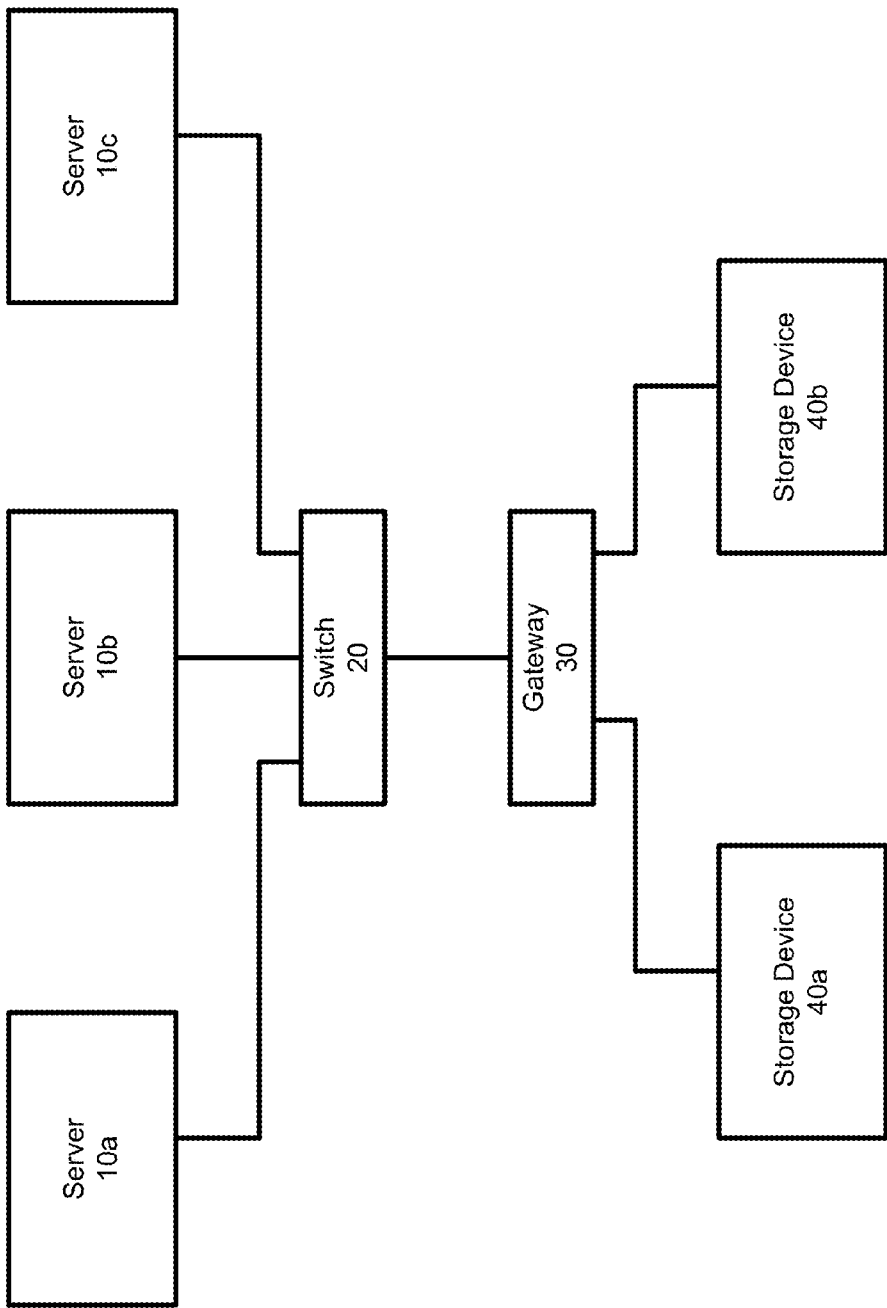 Server
10a
Server
10b
Server
10c
Switch
20
Gateway
30
Storage Device
40a
Storage Device
40b